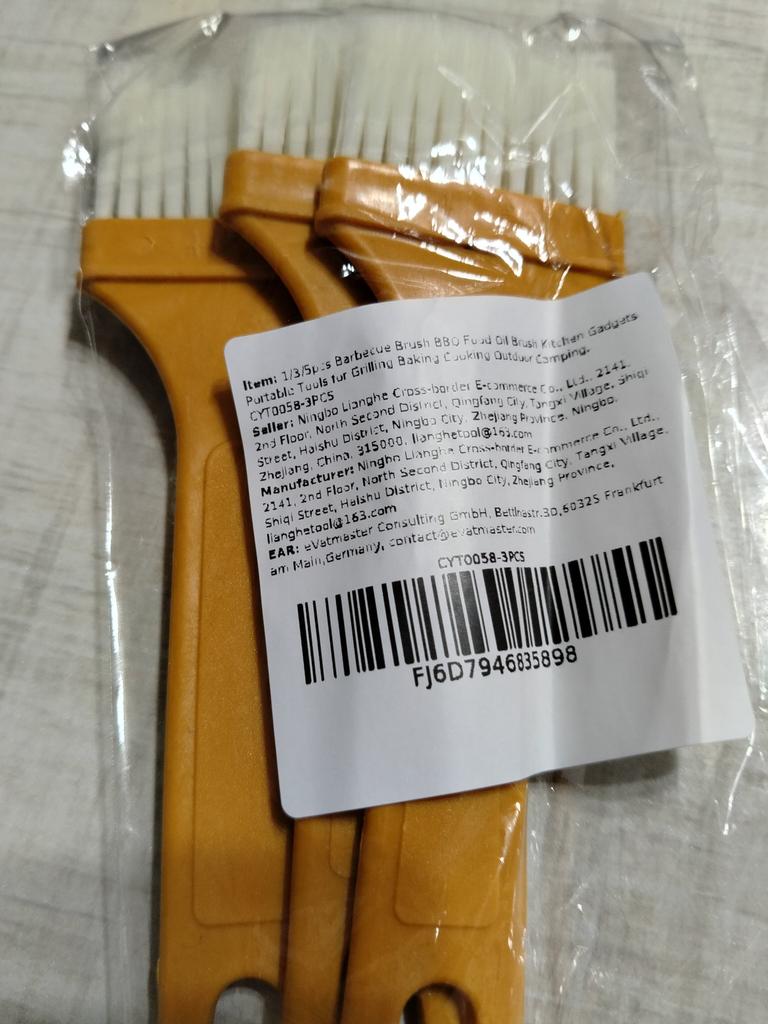 Item: 1/3/5pcs Barbecue Brush BBQ Food Oil Brush Kitchen Gadgets
Portable Tools for Grilling Baking Cooking Outdoor Camping.
CYT0058-3PCS
Seller: Ningbo Lianghe Cross-border E-commerce Co., Ltd., 2141,
2nd Floor, North Second District, Qingfang City, Tangxi Village, Shiqi
Street, Haishu District, Ningbo City, Zhejiang Province, Ningbo,
Zhejiang, China, 315000, lianghetool@163.com
Manufacturer: Ningbo Lianghe Cross-border E-commerce Co., Ltd.,
2141, 2nd Floor, North Second District, Qingfang City, Tangxi Village,
Shiqi Street, Haishu District, Ningbo City, Zhejiang Province,
lianghetool@163.com
EAR: eVatmaster Consulting GmbH, Bettinastr.30,60325 Frankfurt
am Main,Germany, contact@evatmaster.com
CYT0058-3PCS
FJ6D7946835898